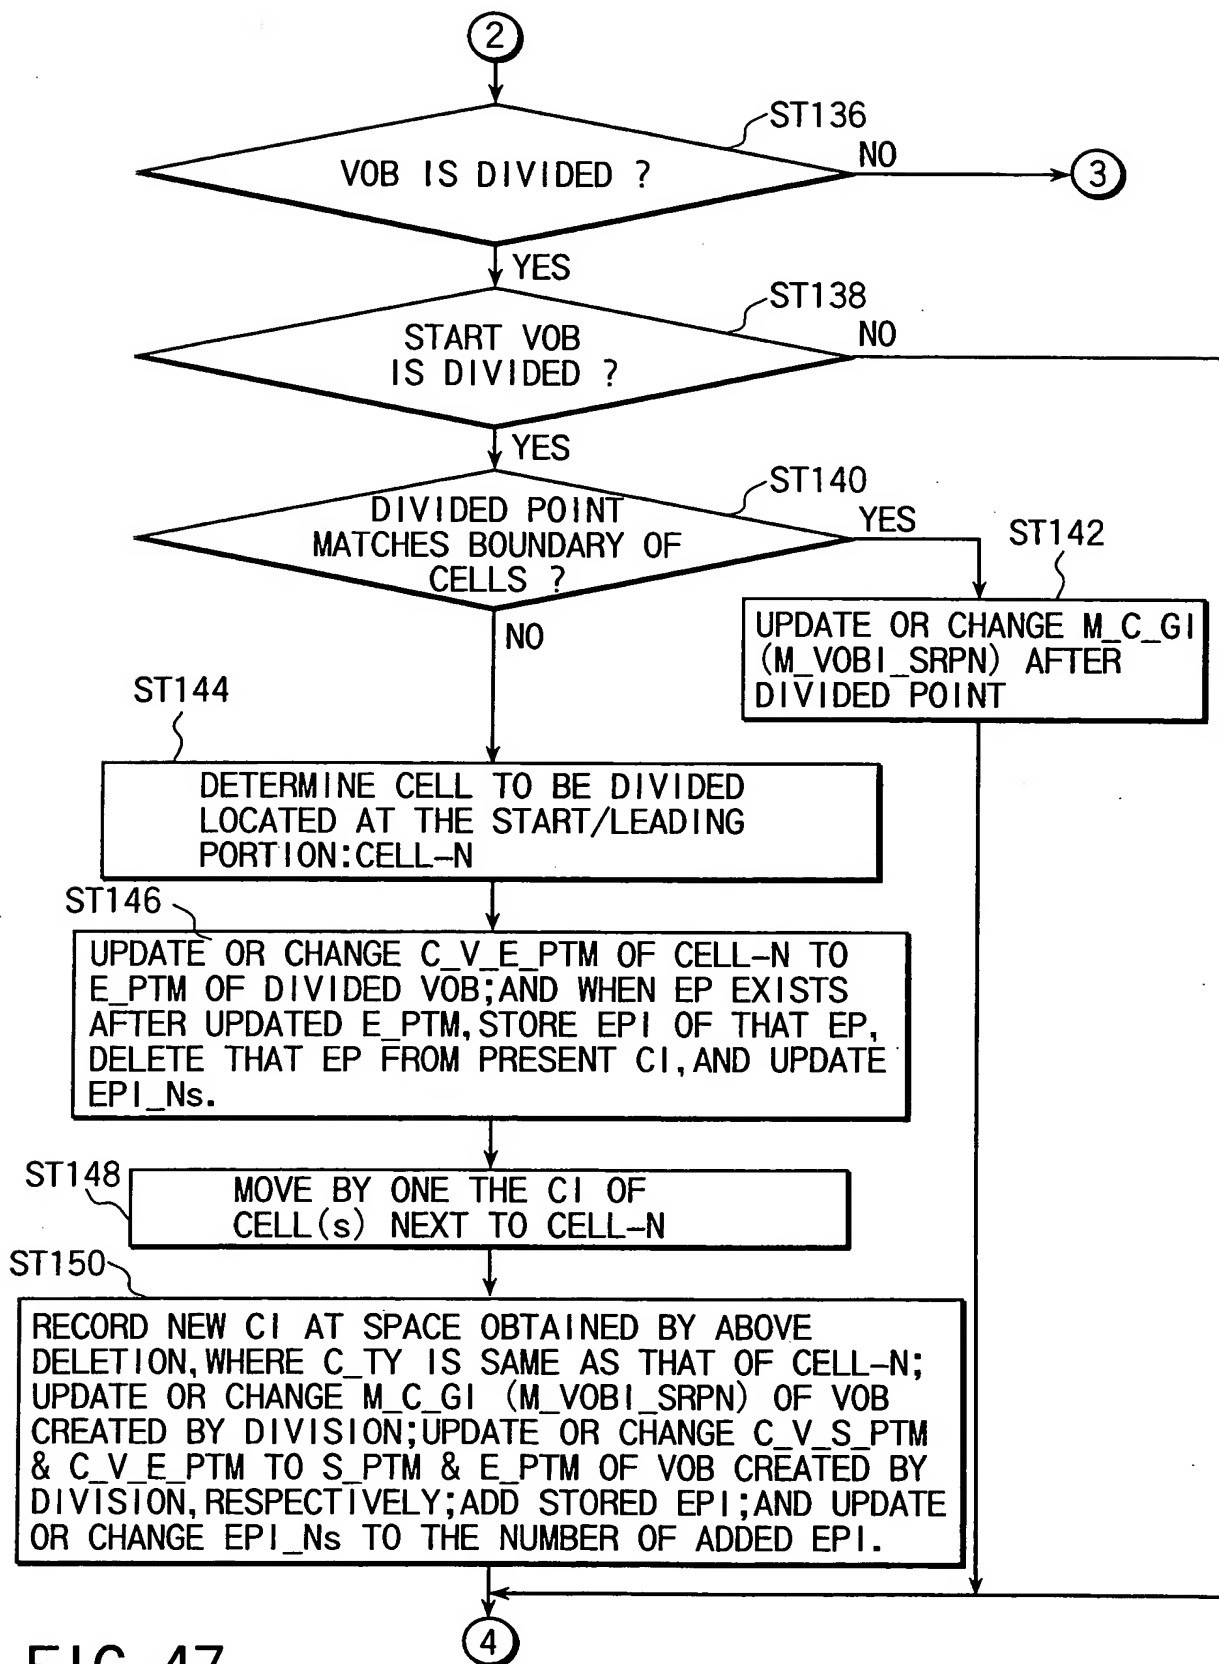 2
ST136
VOB IS DIVIDED ?
NO
3
YES
ST138
START VOB
IS DIVIDED ?
NO
YES
ST140
DIVIDED POINT
MATCHES BOUNDARY OF
CELLS ?
YES
ST142
NO
UPDATE OR CHANGE M_C_GI
(M_VOBI_SRPN) AFTER
DIVIDED POINT
ST144
DETERMINE CELL TO BE DIVIDED
LOCATED AT THE START/LEADING
PORTION:CELL-N
ST146
UPDATE OR CHANGE C_V_E_PTM OF CELL-N TO
E_PTM OF DIVIDED VOB;AND WHEN EP EXISTS
AFTER UPDATED E_PTM,STORE EPI OF THAT EP,
DELETE THAT EP FROM PRESENT CI,AND UPDATE
EPI_Ns.
ST148
MOVE BY ONE THE CI OF
CELL(s) NEXT TO CELL-N
ST150
RECORD NEW CI AT SPACE OBTAINED BY ABOVE
DELETION,WHERE C_TY IS SAME AS THAT OF CELL-N;
UPDATE OR CHANGE M_C_GI (M_VOBI_SRPN) OF VOB
CREATED BY DIVISION;UPDATE OR CHANGE C_V_S_PTM
& C_V_E_PTM TO S_PTM & E_PTM OF VOB CREATED BY
DIVISION,RESPECTIVELY;ADD STORED EPI;AND UPDATE
OR CHANGE EPI_Ns TO THE NUMBER OF ADDED EPI.
4
FIG. 47